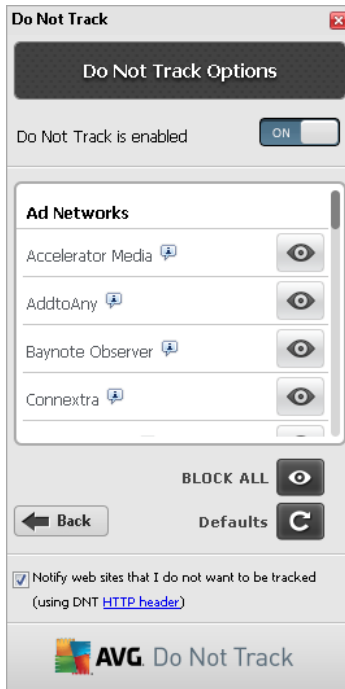 Do Not Track
Do Not Track Options
Do Not Track is enabled ON
Ad Networks
Accelerator Media
AddtoAny
Baynote Observer
Connextra
BLOCK ALL
Back Defaults
Notify web sites that I do not want to be tracked
(using DNT HTTP header)
AVG. Do Not Track